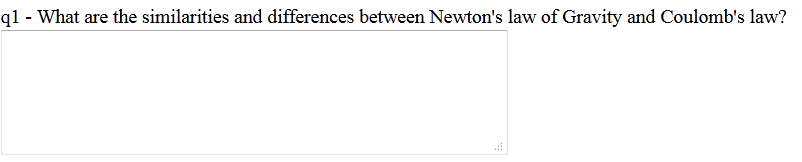 q1 - What are the similarities and differences between Newton's law of Gravity and Coulomb's law?